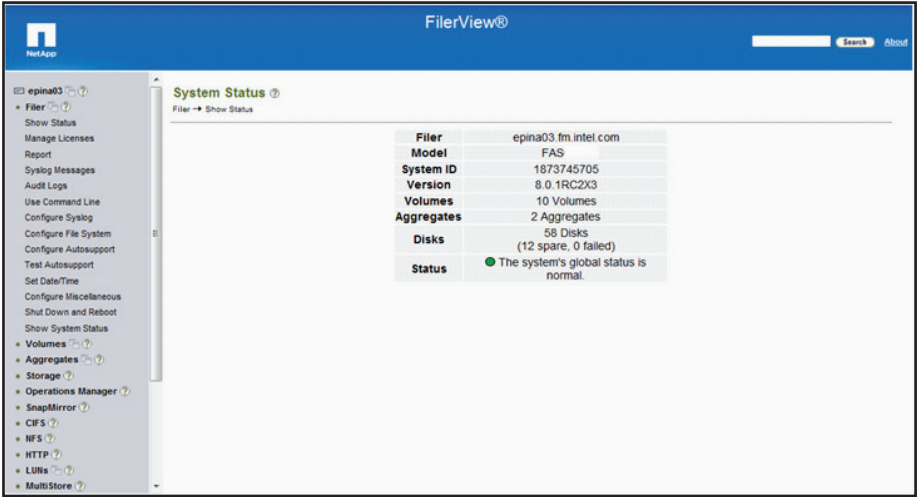 FilerView®
NetApp
Search
About
epina03
Filer
Show Status
Manage Licenses
Report
Syslog Messages
Audit Logs
Use Command Line
Configure Syslog
Configure File System
Configure Autosupport
Test Autosupport
Set Date/Time
Configure Miscellaneous
Shut Down and Reboot
Show System Status
Volumes
Aggregates
Storage
Operations Manager
SnapMirror
CIFS
NFS
HTTP
LUNs
MultiStore
System Status
Filer ➔ Show Status
Filer epina03.fm.intel.com
Model FAS
System ID 1873745705
Version 8.0.1RC2X3
Volumes 10 Volumes
Aggregates 2 Aggregates
Disks 58 Disks
(12 spare, 0 failed)
Status The system's global status is
normal.